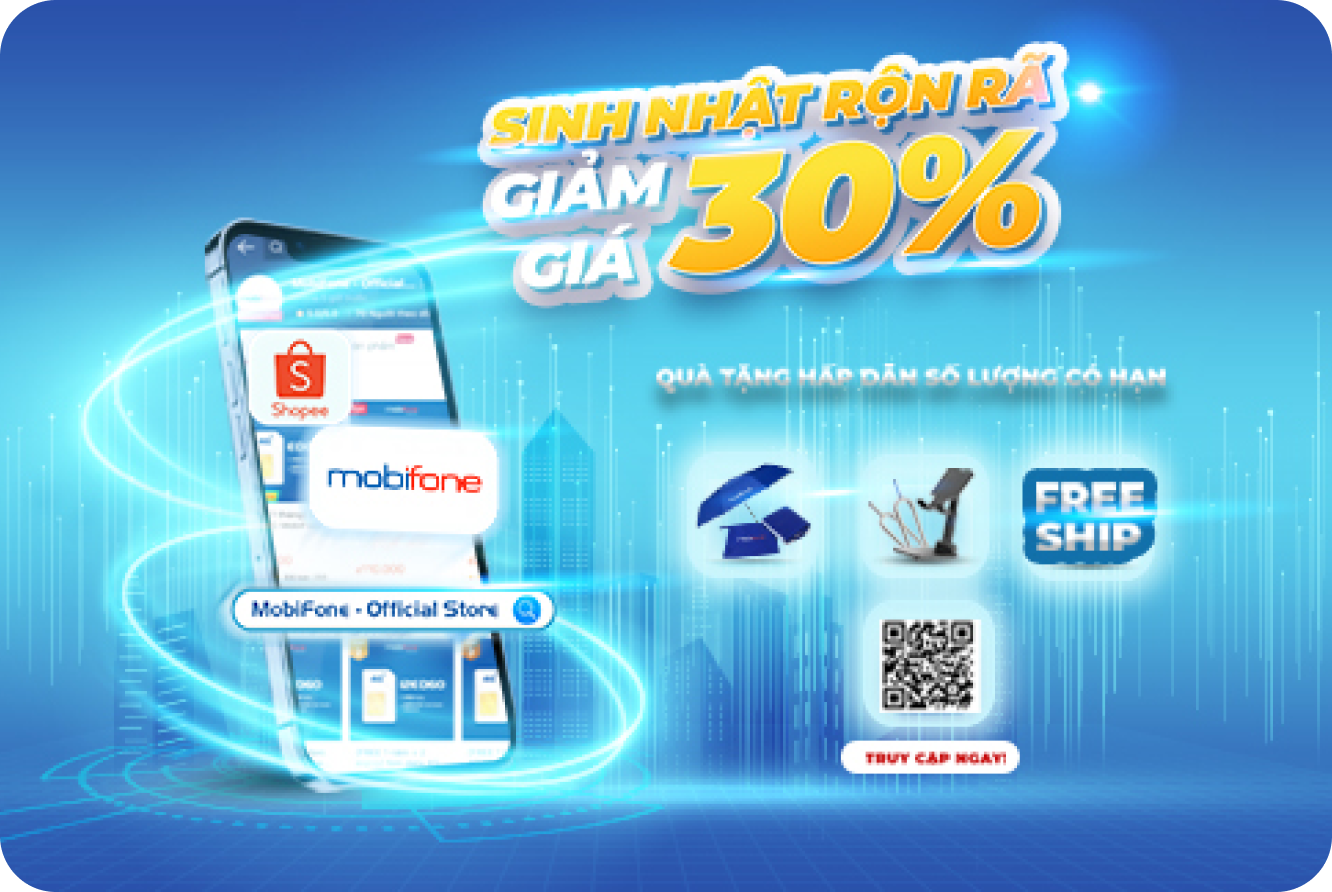 SINH NHẬT RỘN RÃ
GIẢM
GIÁ
30%
QUÀ TẶNG HẤP DẪN SỐ LƯỢNG CÓ HẠN
Shopee
mobifone
MobiFone - Official Store
FREE
SHIP
TRUY CẬP NGAY!